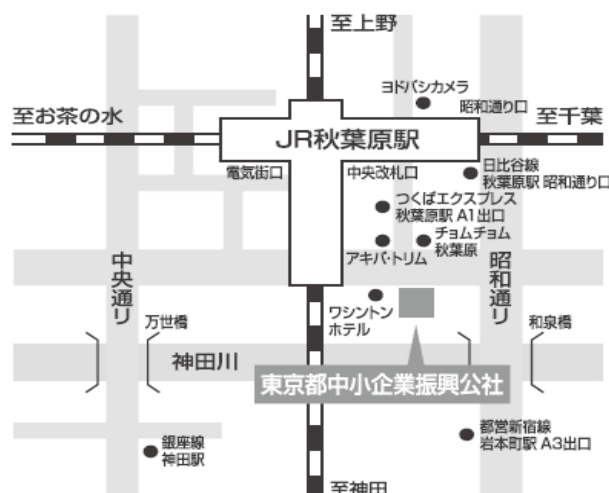 至上野
ヨドバシカメラ
昭和通り口
至お茶の水
至千葉
JR秋葉原駅
電気街口
中央改札口
日比谷線
秋葉原駅 昭和通り口
つくばエクスプレス
秋葉原駅 A1出口
チョムチョム
秋葉原
アキバ・トリム
中央通り
昭和通り
ワシントン
ホテル
万世橋
和泉橋
神田川
東京都中小企業振興公社
銀座線
神田駅
都営新宿線
岩本町駅 A3出口
至神田